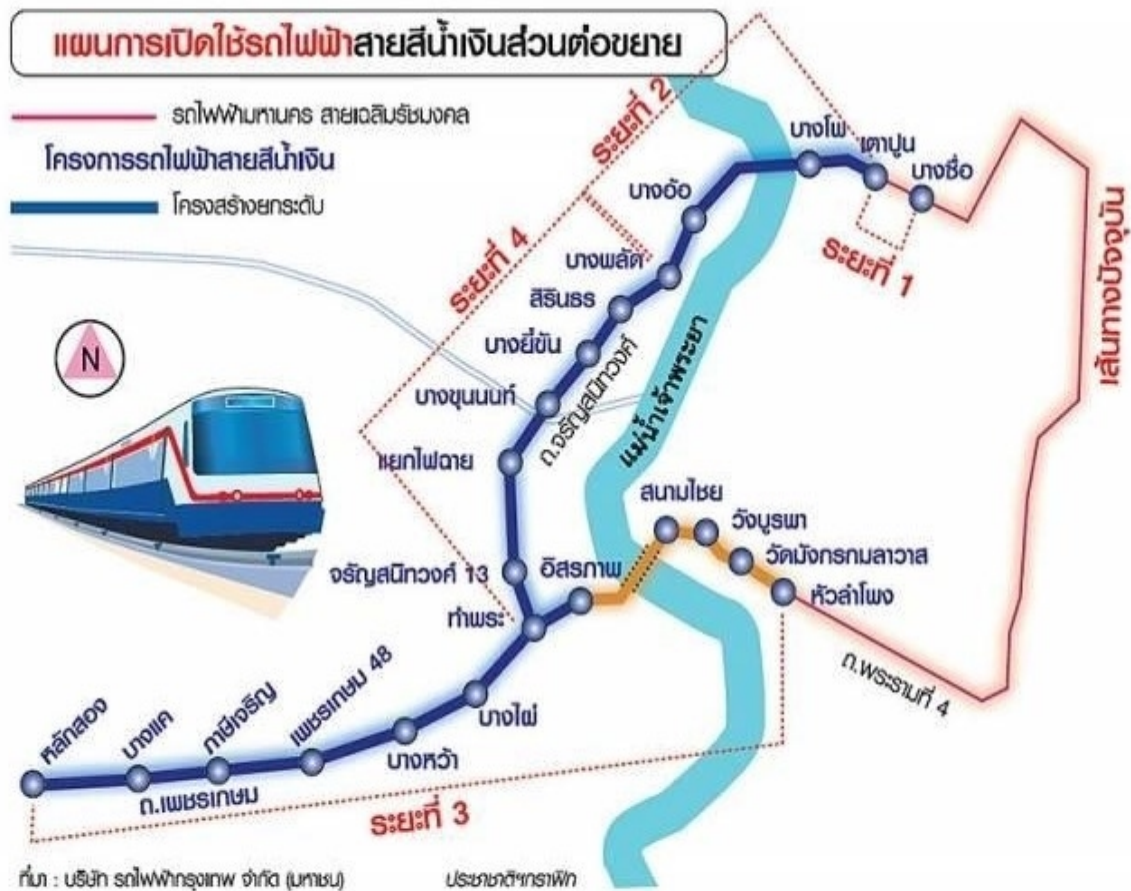 แผนการเปิดใช้รถไฟฟ้าสายสีน้ำเงินส่วนต่อขยาย
รถไฟฟ้ามหานคร สายเฉลิมรัชมงคล
โครงการรถไฟฟ้าสายสีน้ำเงิน
โครงสร้างยกระดับ
ระยะที่ 2
บางโพ
เตาปูน
บางซื่อ
ระยะที่ 1
เส้นทางปัจจุบัน
บางอ้อ
ระยะที่ 4
บางพลัด
สิรินธร
บางยี่ขัน
บางขุนนนท์
แยกไฟฉาย
ถ.จรัญสนิทวงศ์
แม่น้ำเจ้าพระยา
N
สนามไชย
วังบูรพา
วัดมังกรกมลาวาส
หัวลำโพง
ถ.พระรามที่ 4
จรัญสนิทวงศ์ 13
อิสรภาพ
ท่าพระ
บางไผ่
บางหว้า
เพชรเกษม 48
ภาษีเจริญ
บางแค
หลักสอง
ถ.เพชรเกษม
ระยะที่ 3
ที่มา : บริษัท รถไฟฟ้ากรุงเทพ จำกัด (มหาชน)
ประชาชาติฯกราฟิก